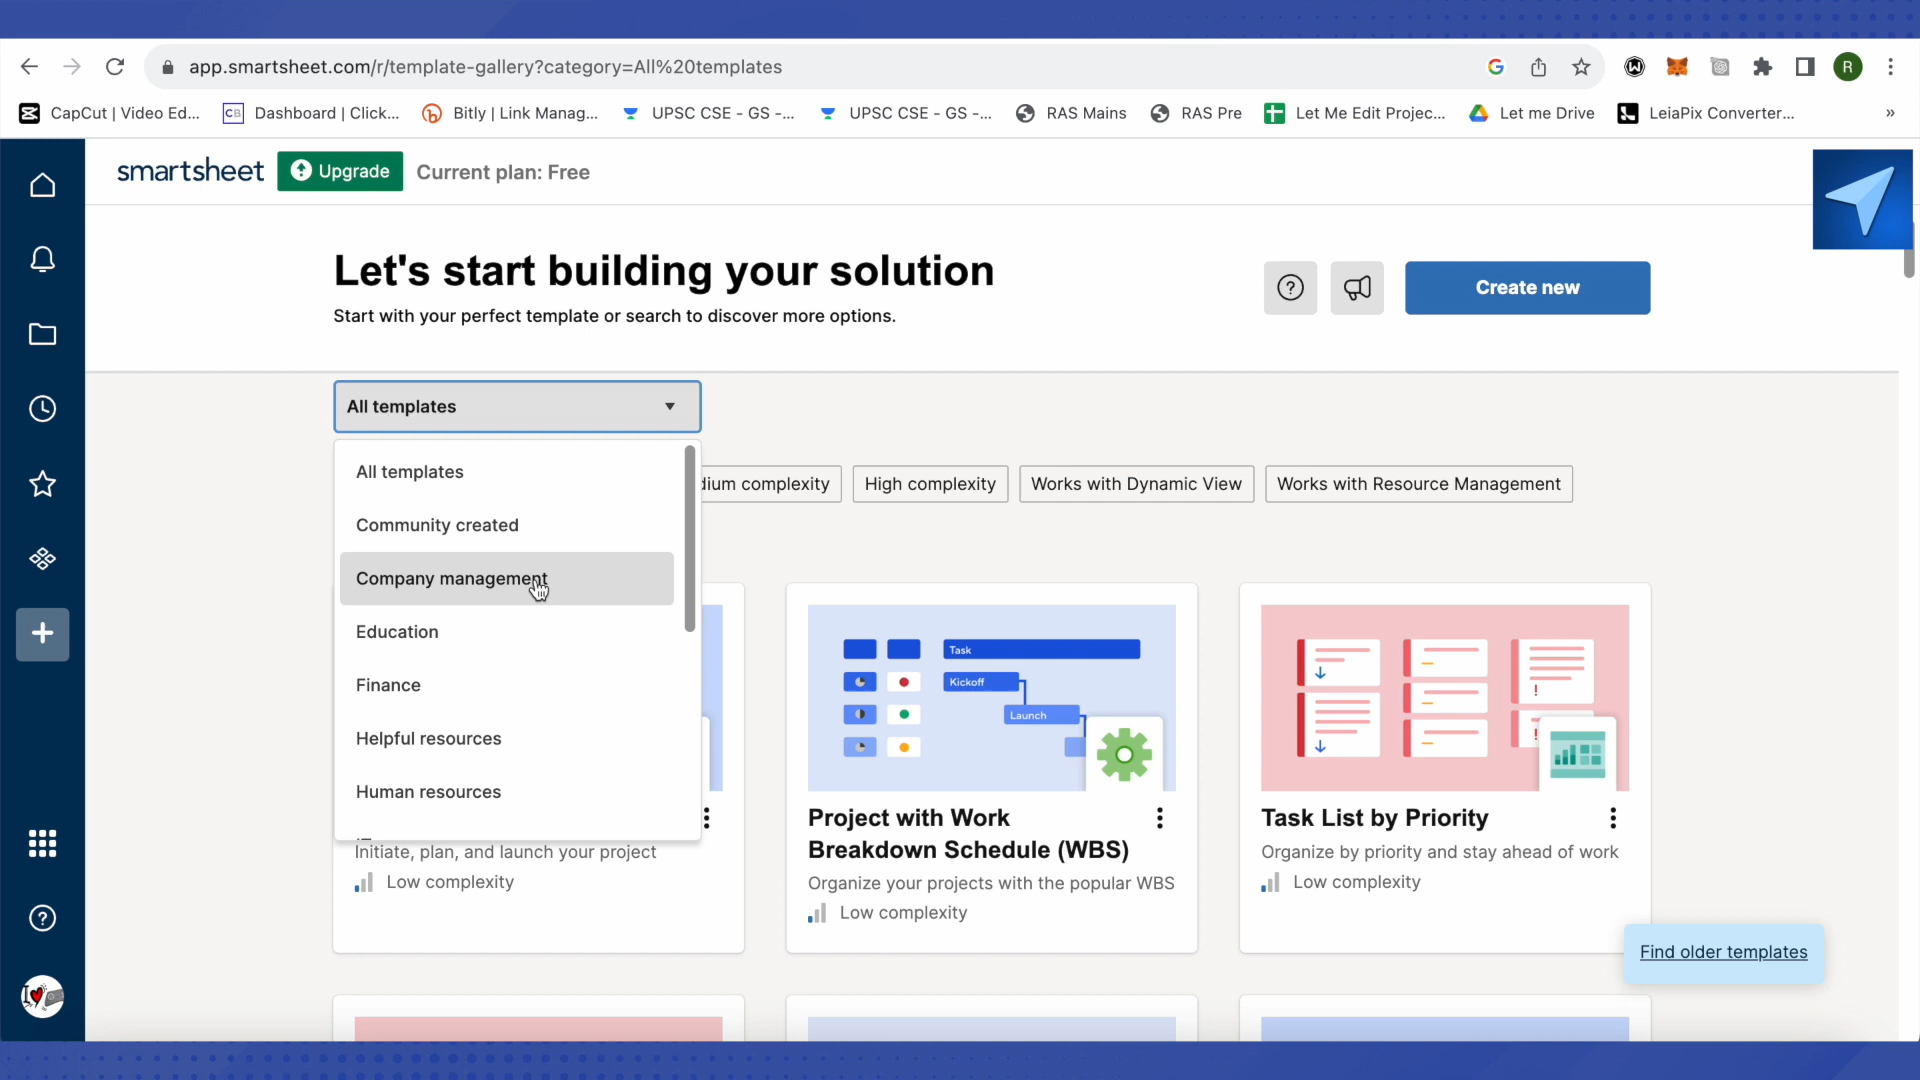 app.smartsheet.com/r/template-gallery?category=All%20templates
R
CapCut | Video Ed...
CB Dashboard | Click...
Bitly | Link Manag...
UPSC CSE - GS -...
UPSC CSE - GS -...
RAS Mains
RAS Pre
Let Me Edit Projec...
Let me Drive
LeiaPix Converter...
»
smartsheet
Upgrade
Current plan: Free
Let's start building your solution
Start with your perfect template or search to discover more options.
Create new
All templates
All templates
Community created
Company management
Education
Finance
Helpful resources
Human resources
dium complexity
High complexity
Works with Dynamic View
Works with Resource Management
Initiate, plan, and launch your project
Low complexity
Task
Kickoff
Launch
Project with Work
Breakdown Schedule (WBS)
Organize your projects with the popular WBS
Low complexity
Task List by Priority
Organize by priority and stay ahead of work
Low complexity
Find older templates